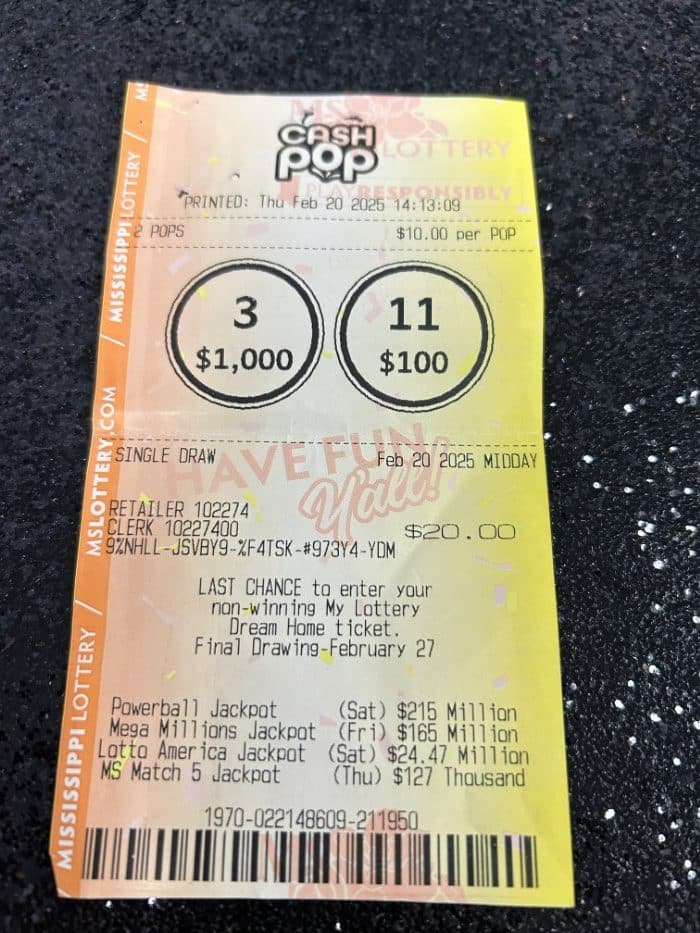 MS LOTTERY
CASH
POP
PLAY RESPONSIBLY
PRINTED: Thu Feb 20 2025 14:13:09
2 POPS $10.00 per POP
3 11
$1,000 $100
SINGLE DRAW Feb 20 2025 MIDDAY
HAVE FUN
Y'all!
RETAILER 102274
CLERK 10227400
$20.00
9%NHLL-JSVBY9-%F4TSK-#973Y4-YDM
LAST CHANCE to enter your
non-winning My Lottery
Dream Home ticket.
Final Drawing-February 27
Powerball Jackpot (Sat) $215 Million
Mega Millions Jackpot (Fri) $165 Million
Lotto America Jackpot (Sat) $24.47 Million
MS Match 5 Jackpot (Thu) $127 Thousand
1970-022148609-211950
MISSISSIPPI LOTTERY / MSLOTTERY.COM / MISSISSIPPI LOTTERY / MS